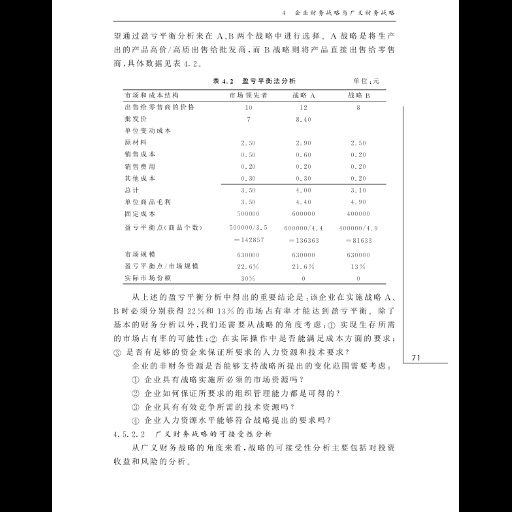 4 企业财务战略与广义财务战略
望通过盈亏平衡分析来在 A、B 两个战略中进行选择。A 战略是将生产
出的产品高价/高质出售给批发商,而 B 战略则将产品直接出售给零售
商,具体数据见表 4.2。
表 4.2 盈亏平衡法分析 单位:元
市场和成本结构 市场领先者 战略 A 战略 B
出售给零售商的价格 10 12 8
批发价 7 8.40
单位变动成本
原材料 2.50 2.90 2.50
销售成本 0.50 0.60 0.20
销售费用 0.20 0.20 0.20
其他成本 0.30 0.30 0.20
总计 3.50 4.00 3.10
单位商品毛利 3.50 4.40 4.90
固定成本 500000 600000 400000
盈亏平衡点(商品个数) 500000/3.5 600000/4.4 400000/4.9
=142857 =136363 =81633
市场规模 630000 630000 630000
盈亏平衡点/市场规模 22.6% 21.6% 13%
实际市场份额 30% 0 0
从上述的盈亏平衡分析中得出的重要结论是:该企业在实施战略 A、
B 时必须分别获得 22%和 13%的市场占有率才能达到盈亏平衡。除了
基本的财务分析以外,我们还需要从战略的角度考虑:① 实现生存所需
的市场占有率的可能性;② 在实际操作中是否能满足成本方面的要求;
③ 是否有足够的资金来保证所要求的人力资源和技术要求?
71
企业的非财务资源是否能够支持战略所提出的变化范围需要考虑。
① 企业具有战略实施所必须的市场资源吗?
② 企业如何保证所要求的组织管理能力都是可得的?
③ 企业具有有效竞争所需的技术资源吗?
④ 企业人力资源水平能够符合战略提出的要求吗?
4.5.2.2 广义财务战略的可接受性分析
从广义财务战略的角度来看,战略的可接受性分析主要包括对投资
收益和风险的分析。